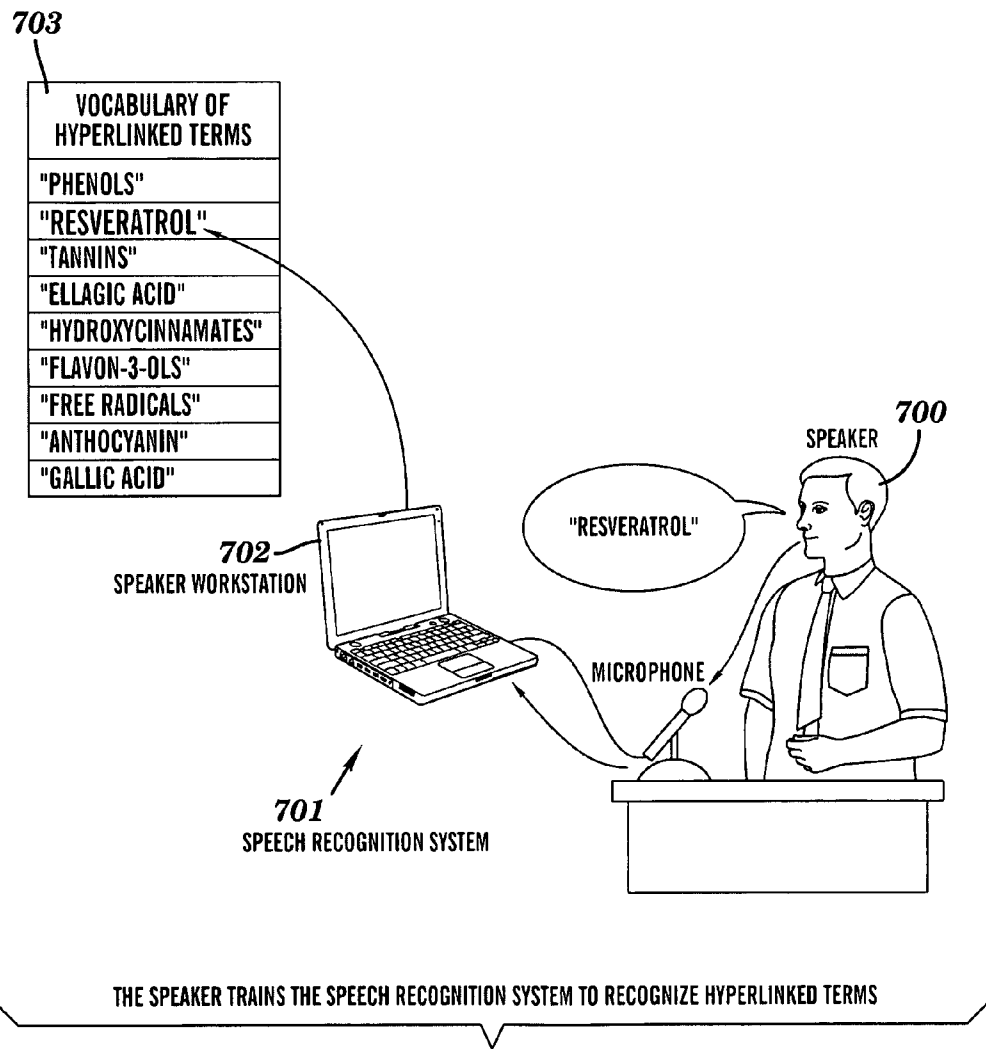 703
VOCABULARY OF
HYPERLINKED TERMS
"PHENOLS"
"RESVERATROL"
"TANNINS"
"ELLAGIC ACID"
"HYDROXYCINNAMATES"
"FLAVON-3-OLS"
"FREE RADICALS"
"ANTHOCYANIN"
"GALLIC ACID"
700
SPEAKER
"RESVERATROL"
702
SPEAKER WORKSTATION
MICROPHONE
701
SPEECH RECOGNITION SYSTEM
THE SPEAKER TRAINS THE SPEECH RECOGNITION SYSTEM TO RECOGNIZE HYPERLINKED TERMS